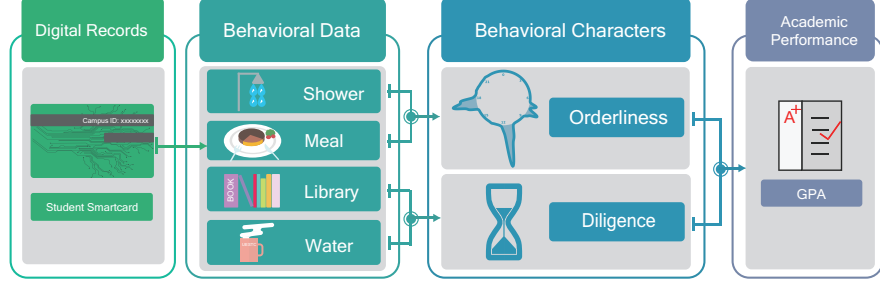 Digital Records
Campus ID: xxxxxxxx
Student Smartcard
Behavioral Data
Shower
Meal
BOOK
Library
Water
Behavioral Characters
Orderliness
Diligence
Academic
Performance
A+
GPA